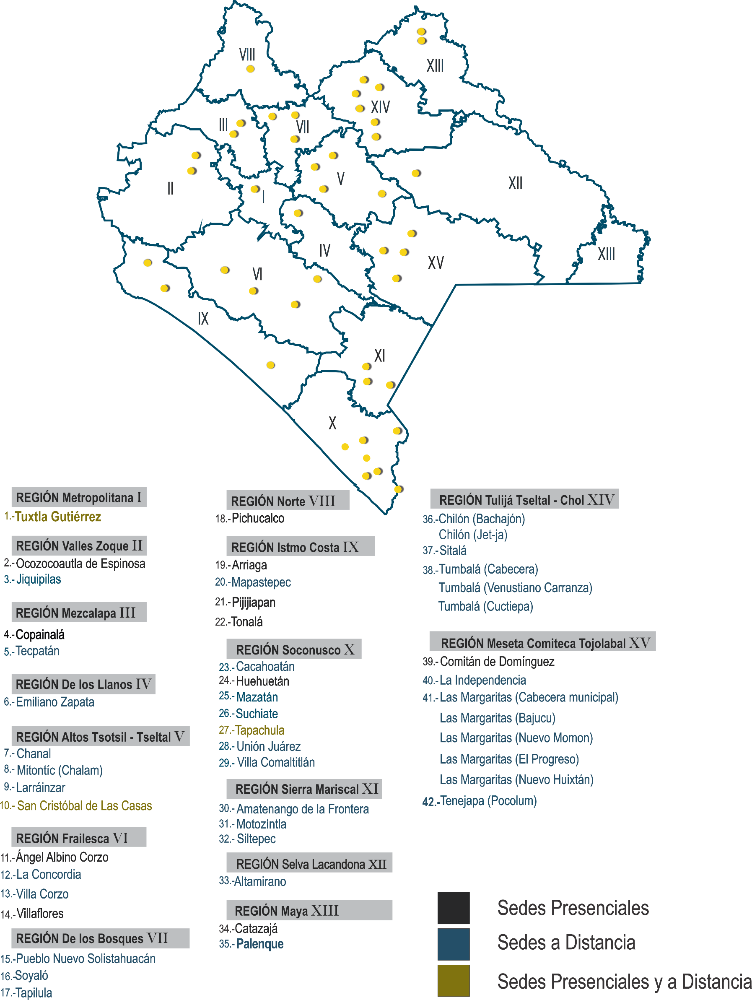 VIII
XIII
XIV
III
VII
V
XII
II
I
IV
XIII
XV
VI
IX
XI
X
REGIÓN Metropolitana I
1.-Tuxtla Gutiérrez
REGIÓN Valles Zoque II
2.-Ocozocoautla de Espinosa
3.-Jiquipilas
REGIÓN Mezcalapa III
4.-Copainalá
5.-Tecpatán
REGIÓN De los Llanos IV
6.-Emiliano Zapata
REGIÓN Altos Tsotsil - Tseltal V
7.-Chanal
8.-Mitontíc (Chalam)
9.-Larráinzar
10.- San Cristóbal de Las Casas
REGIÓN Frailesca VI
11.-Ángel Albino Corzo
12.-La Concordia
13.-Villa Corzo
14.-Villaflores
REGIÓN De los Bosques VII
15.-Pueblo Nuevo Solistahuacán
16.-Soyaló
17.-Tapilula
REGIÓN Norte VIII
18.-Pichucalco
REGIÓN Istmo Costa IX
19.-Arriaga
20.-Mapastepec
21.-Pijijiapan
22.-Tonalá
REGIÓN Soconusco X
23.-Cacahoatán
24.-Huehuetán
25.-Mazatán
26.-Suchiate
27.-Tapachula
28.-Unión Juárez
29.- Villa Comaltitlán
REGIÓN Sierra Mariscal XI
30.- Amatenango de la Frontera
31.- Motozintla
32.- Siltepec
REGIÓN Selva Lacandona XII
33.-Altamirano
REGIÓN Maya XIII
34.-Catazajá
35.- Palenque
REGIÓN Tulijá Tseltal - Chol XIV
36.-Chilón (Bachajón)
Chilón (Jet-ja)
37.-Sitalá
38.-Tumbalá (Cabecera)
Tumbalá (Venustiano Carranza)
Tumbalá (Cuctiepa)
REGIÓN Meseta Comiteca Tojolabal XV
39.- Comitán de Domínguez
40.-La Independencia
41.- Las Margaritas (Cabecera municipal)
Las Margaritas (Bajucu)
Las Margaritas (Nuevo Momon)
Las Margaritas (El Progreso)
Las Margaritas (Nuevo Huixtán)
42.-Tenejapa (Pocolum)
Sedes Presenciales
Sedes a Distancia
Sedes Presenciales y a Distancia